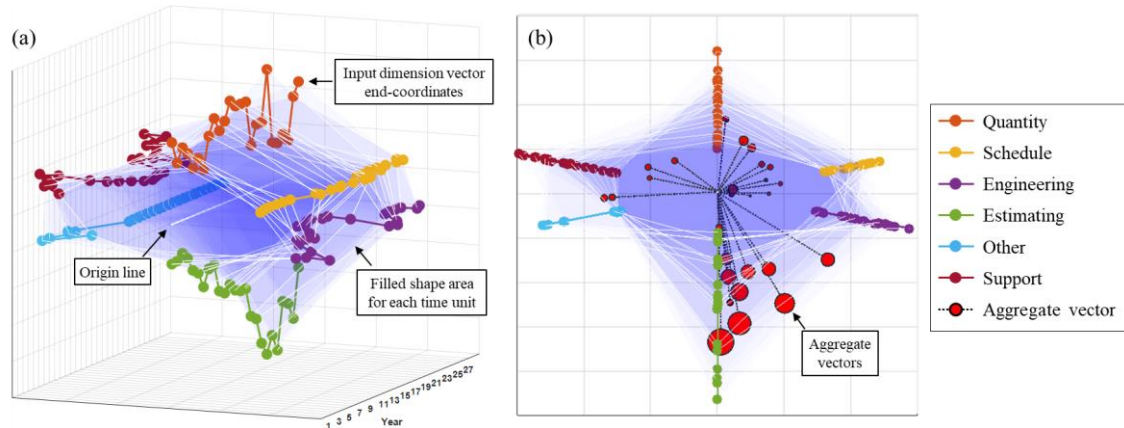 (a)
Input dimension vector
end-coordinates
Origin line
Filled shape area
for each time unit
1 3 5 7 9 11 13 15 17 19 21 23 25 27
Year
(b)
Aggregate
vectors
Quantity
Schedule
Engineering
Estimating
Other
Support
Aggregate vector